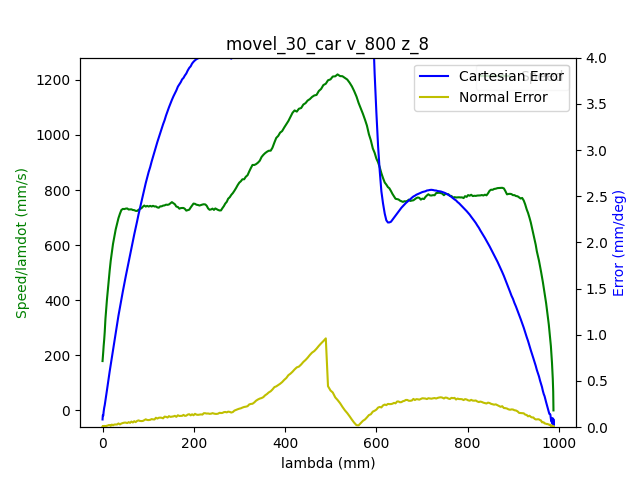 movel_30_car v_800 z_8
Speed/lamdot (mm/s)
1200
1000
800
600
400
200
0
Cartesian Error
Normal Error
4.0
3.5
3.0
2.5
2.0
1.5
1.0
0.5
0.0
Error (mm/deg)
0 200 400 600 800 1000
lambda (mm)